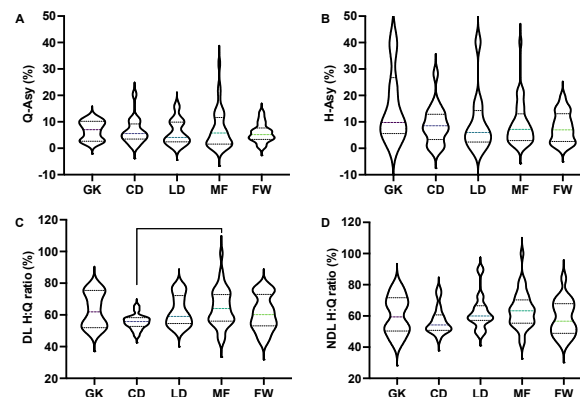 A
Q-Asy (%)
50
40
30
20
10
0
-10
GK CD LD MF FW
B
H-Asy (%)
50
40
30
20
10
0
-10
GK CD LD MF FW
C
DL H:Q ratio (%)
120
100
80
60
40
20
GK CD LD MF FW
D
NDL H:Q ratio (%)
120
100
80
60
40
20
GK CD LD MF FW